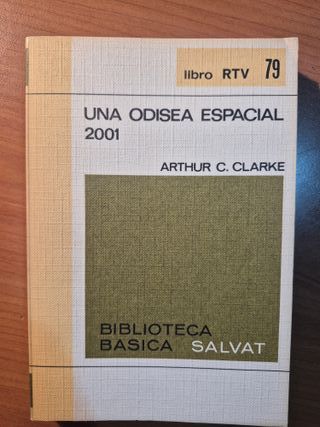 libro RTV 79
UNA ODISEA ESPACIAL
2001
ARTHUR C. CLARKE
BIBLIOTECA
BASICA SALVAT